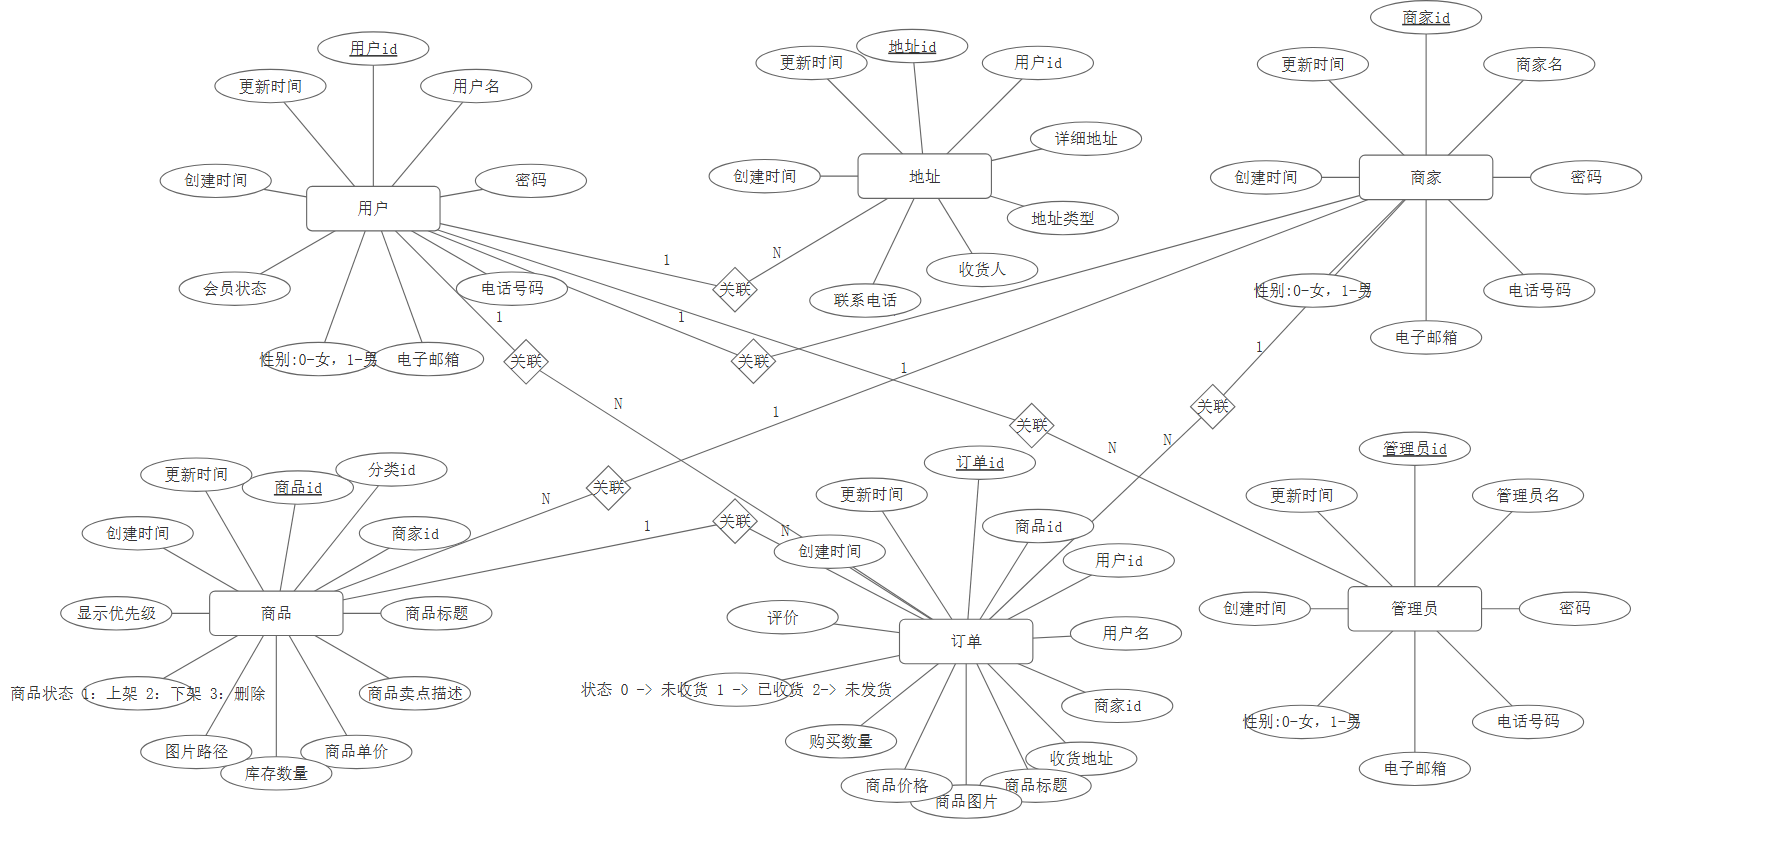 商家id
用户id
地址id
更新时间
用户id
更新时间
商家名
更新时间
用户名
详细地址
创建时间
地址
创建时间
商家
密码
创建时间
密码
用户
地址类型
1
N
收货人
会员状态
电话号码
关联
联系电话
性别:0-女, 1-男
电话号码
1
1
电子邮箱
性别:0-女, 1-男
电子邮箱
关联
关联
1
1
N
1
关联
关联
N
N
管理员id
更新时间
商品id
分类id
订单id
关联
N
更新时间
更新时间
管理员名
创建时间
商家id
1
关联
N
商品id
创建时间
用户id
显示优先级
商品
商品标题
评价
订单
用户名
创建时间
管理员
密码
商品状态 1: 上架 2: 下架 3: 删除
商品卖点描述
状态 0 -> 未收货 1 -> 已收货 2-> 未发货
商家id
性别:0-女, 1-男
电话号码
图片路径
库存数量
商品单价
购买数量
收货地址
电子邮箱
商品价格
商品图片
商品标题